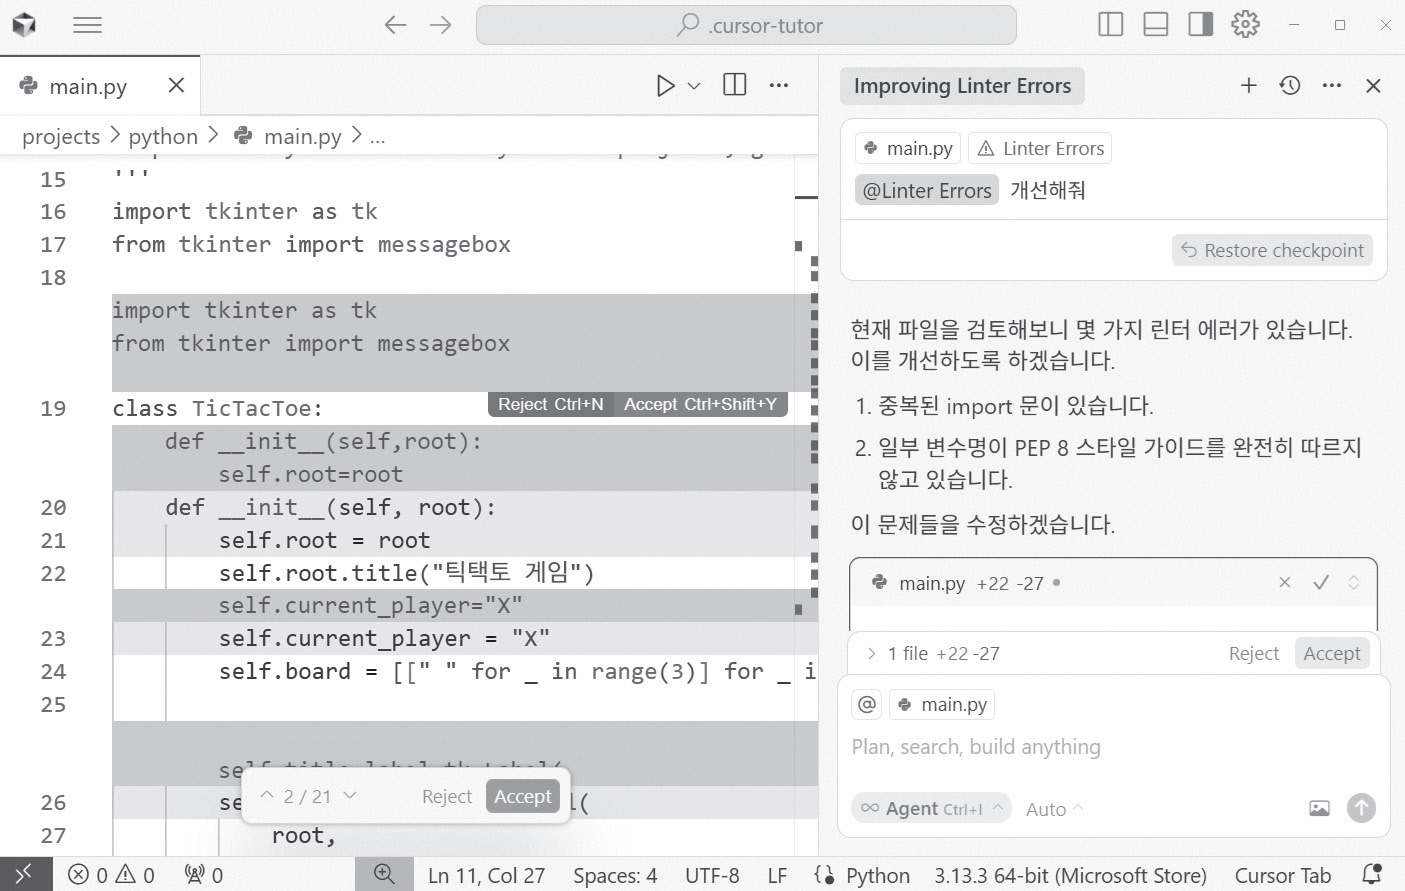 .cursor-tutor
main.py
projects > python > main.py > ...
15 '''
16 import tkinter as tk
17 from tkinter import messagebox
18
import tkinter as tk
from tkinter import messagebox
19 class TicTacToe:
Reject Ctrl+N Accept Ctrl+Shift+Y
def __init__(self,root):
self.root=root
20 def __init__(self, root):
21 self.root = root
22 self.root.title("틱택토 게임")
self.current_player="X"
23 self.current_player = "X"
24 self.board = [[" " for _ in range(3)] for _ i
25
26 se
l(
27 root,
2 / 21 Reject Accept
Improving Linter Errors
main.py Linter Errors
@Linter Errors 개선해줘
Restore checkpoint
현재 파일을 검토해보니 몇 가지 린터 에러가 있습니다.
이를 개선하도록 하겠습니다.
1. 중복된 import 문이 있습니다.
2. 일부 변수명이 PEP 8 스타일 가이드를 완전히 따르지
않고 있습니다.
이 문제들을 수정하겠습니다.
main.py +22 -27
1 file +22 -27 Reject Accept
@ main.py
Plan, search, build anything
Agent Ctrl+I Auto
0 0 0 Ln 11, Col 27 Spaces: 4 UTF-8 LF Python 3.13.3 64-bit (Microsoft Store) Cursor Tab